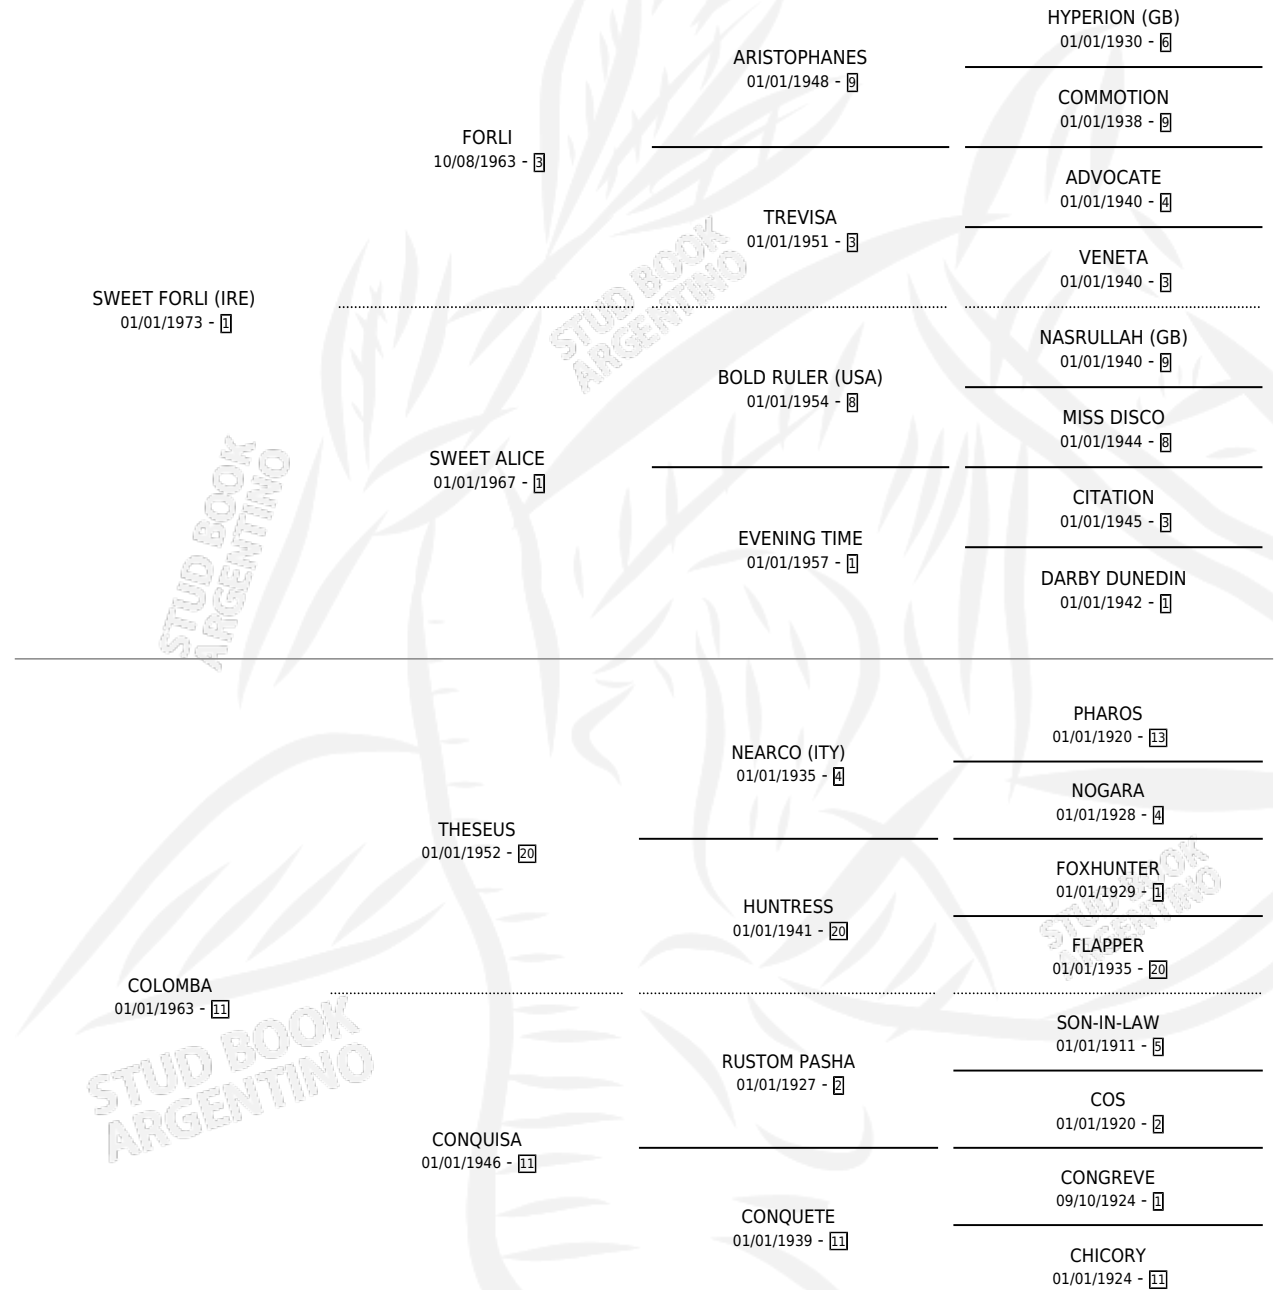 HYPERION (GB)
01/01/1930 - 6
ARISTOPHANES
01/01/1948 - 9
COMMOTION
01/01/1938 - 9
FORLI
10/08/1963 - 3
ADVOCATE
01/01/1940 - 4
TREVISA
01/01/1951 - 3
VENETA
01/01/1940 - 3
SWEET FORLI (IRE)
01/01/1973 - 1
NASRULLAH (GB)
01/01/1940 - 9
BOLD RULER (USA)
01/01/1954 - 8
MISS DISCO
01/01/1944 - 8
SWEET ALICE
01/01/1967 - 1
CITATION
01/01/1945 - 3
EVENING TIME
01/01/1957 - 1
DARBY DUNEDIN
01/01/1942 - 1
PHAROS
01/01/1920 - 13
NEARCO (ITY)
01/01/1935 - 4
NOGARA
01/01/1928 - 4
THESEUS
01/01/1952 - 20
FOXHUNTER
01/01/1929 - 1
HUNTRESS
01/01/1941 - 20
FLAPPER
01/01/1935 - 20
COLOMBA
01/01/1963 - 11
SON-IN-LAW
01/01/1911 - 5
RUSTOM PASHA
01/01/1927 - 2
COS
01/01/1920 - 2
CONQUISA
01/01/1946 - 11
CONGREVE
09/10/1924 - 1
CONQUETE
01/01/1939 - 11
CHICORY
01/01/1924 - 11
STUD BOOK
ARGENTINO
STUD BOOK
ARGENTINO
STUD BOOK
ARGENTINO
STUD BOOK
ARGENTINO